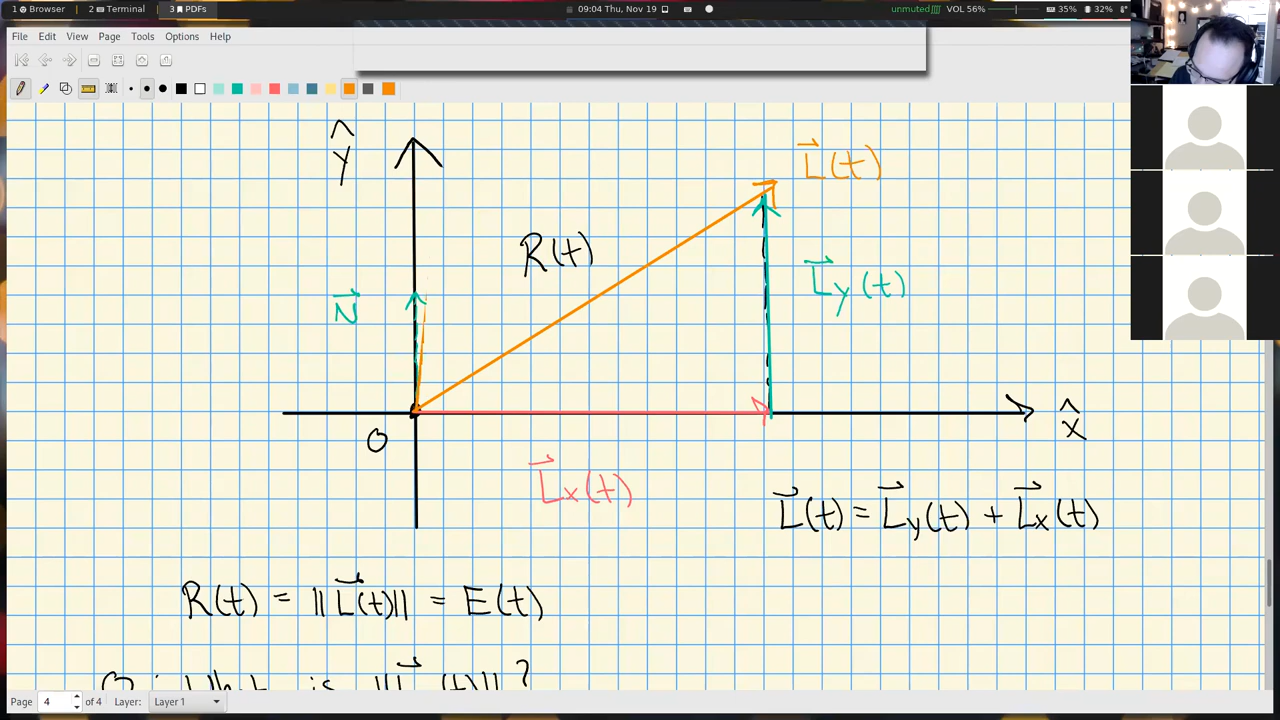 1 Browser 2 Terminal 3 PDFs 09:04 Thu, Nov 19 unmuted VOL 56% 35% 32%
File Edit View Page Tools Options Help
ŷ
L⃗(t)
R(t)
L⃗y(t)
N⃗
O
x̂
L⃗x(t)
L⃗(t) = L⃗y(t) + L⃗x(t)
R(t) = ||L⃗(t)|| = E(t)
is (t)|| ?
Page 4 of 4 Layer: Layer 1